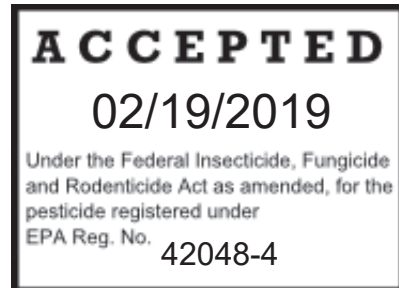 ACCEPTED
02/19/2019
Under the Federal Insecticide, Fungicide
and Rodenticide Act as amended, for the
pesticide registered under
EPA Reg. No. 42048-4